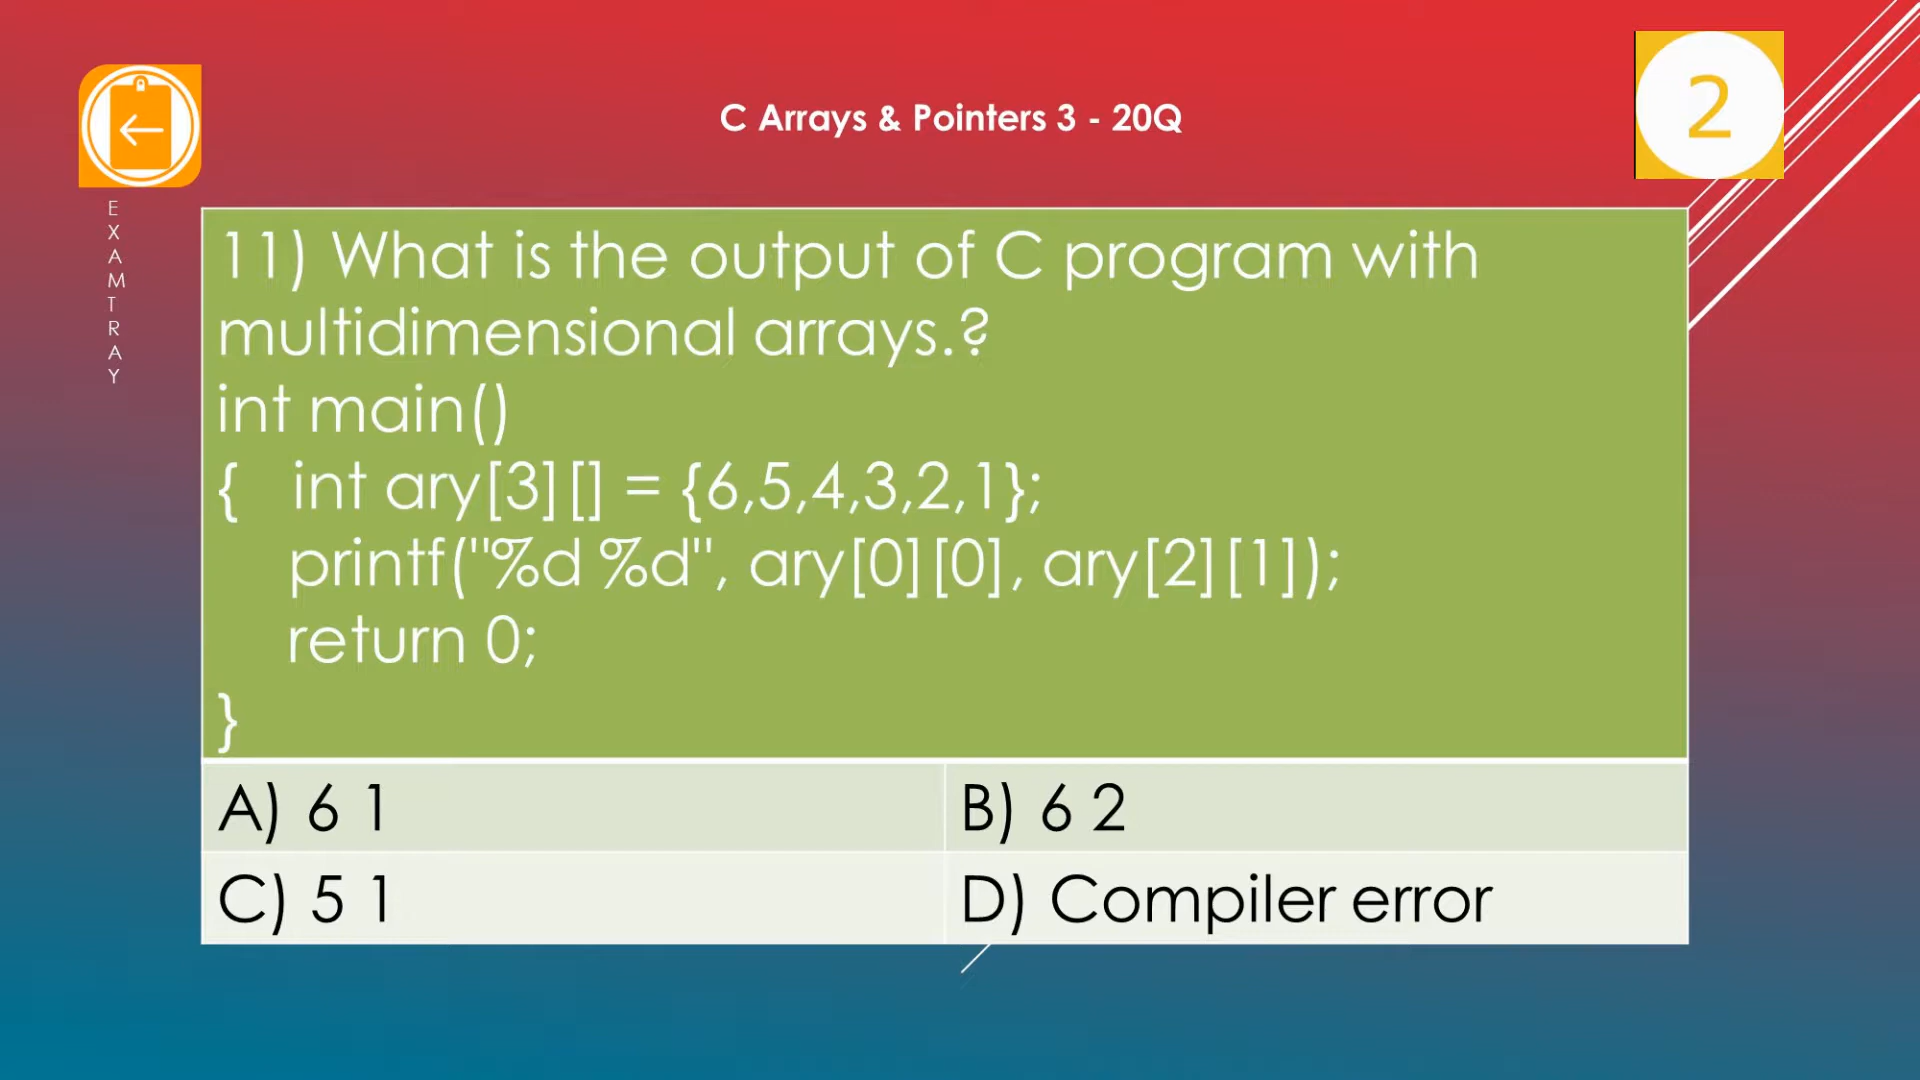 C Arrays & Pointers 3 - 20Q
2
E
X
A
M
T
R
A
Y
11) What is the output of C program with
multidimensional arrays.?
int main()
{ int ary[3][] = {6,5,4,3,2,1};
printf("%d %d", ary[0][0], ary[2][1]);
return 0;
}
A) 6 1
B) 6 2
C) 5 1
D) Compiler error